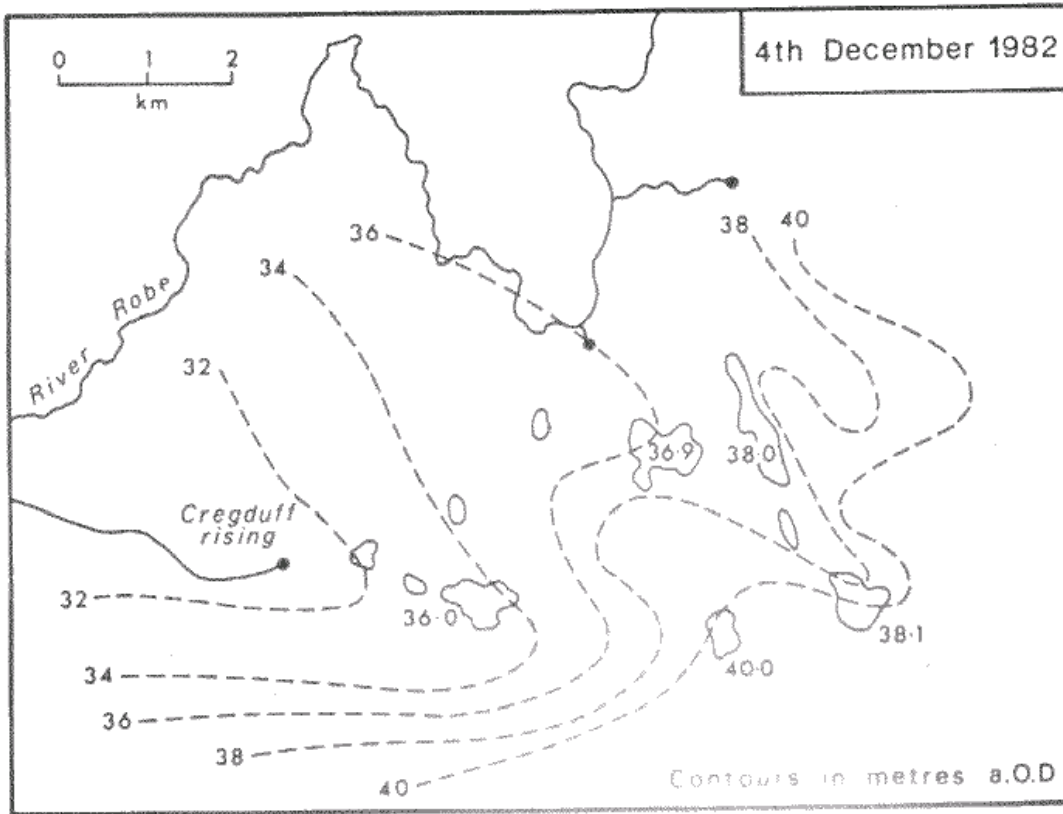 4th December 1982
0 1 2
km
River Robe
36
34
32
38
40
36·9
38·0
Cregduff
rising
32
36·0
38·1
40·0
34
36
38
40
Contours in metres a.O.D